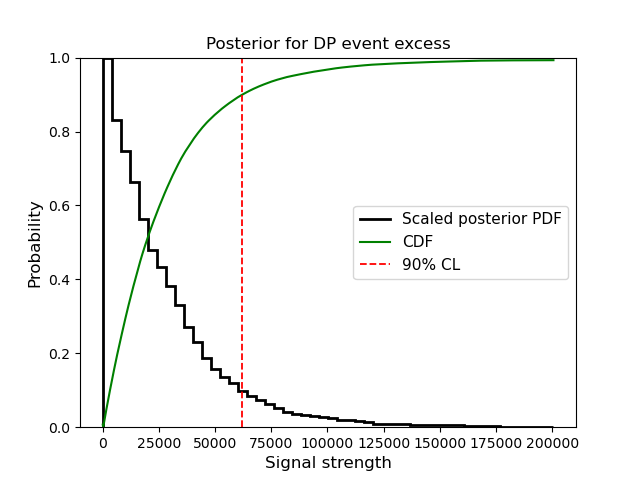 Posterior for DP event excess
1.0
0.8
0.6
0.4
0.2
0.0
Probability
Scaled posterior PDF
CDF
90% CL
0 25000 50000 75000 100000 125000 150000 175000 200000
Signal strength